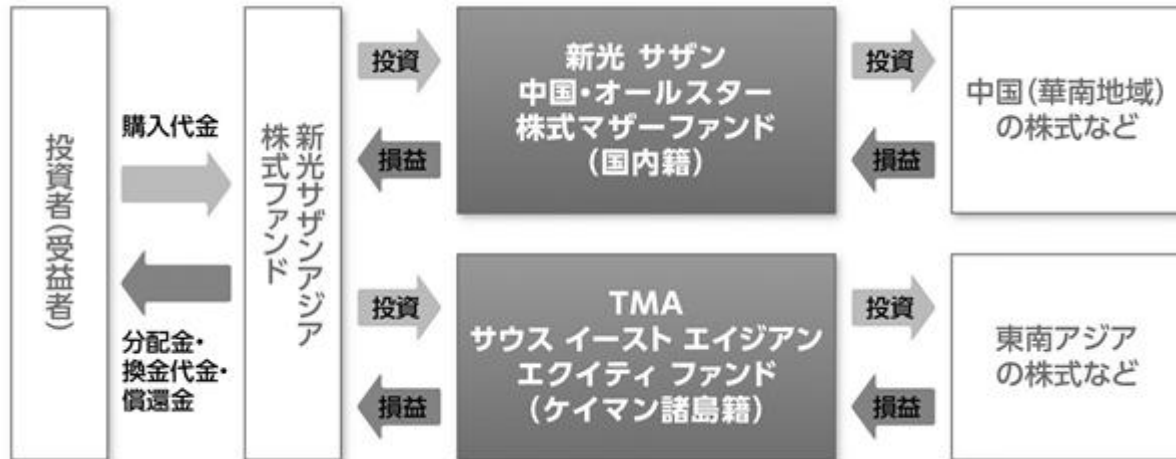 投資者(受益者)
購入代金
分配金・
換金代金・
償還金
新光サザンアジア
株式ファンド
投資
損益
新光 サザン
中国・オールスター
株式マザーファンド
(国内籍)
投資
損益
中国(華南地域)
の株式など
投資
損益
TMA
サウス イースト エイジアン
エクイティ ファンド
(ケイマン諸島籍)
投資
損益
東南アジア
の株式など